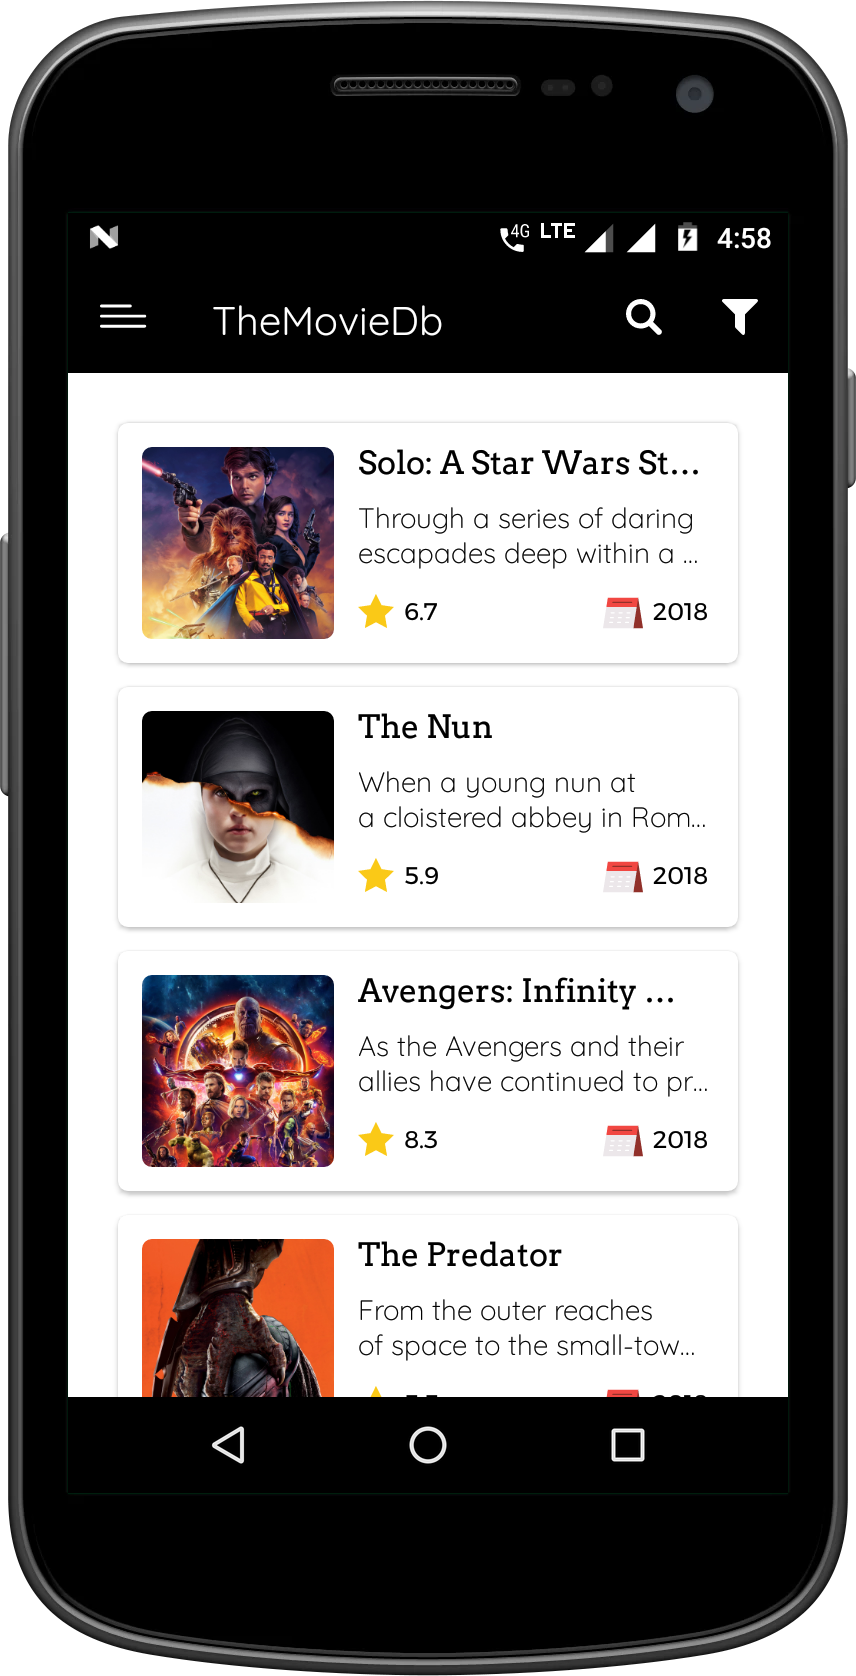 4G LTE 4:58
TheMovieDb
Solo: A Star Wars St...
Through a series of daring
escapades deep within a ...
6.7 2018
The Nun
When a young nun at
a cloistered abbey in Rom...
5.9 2018
Avengers: Infinity ...
As the Avengers and their
allies have continued to pr...
8.3 2018
The Predator
From the outer reaches
of space to the small-tow...